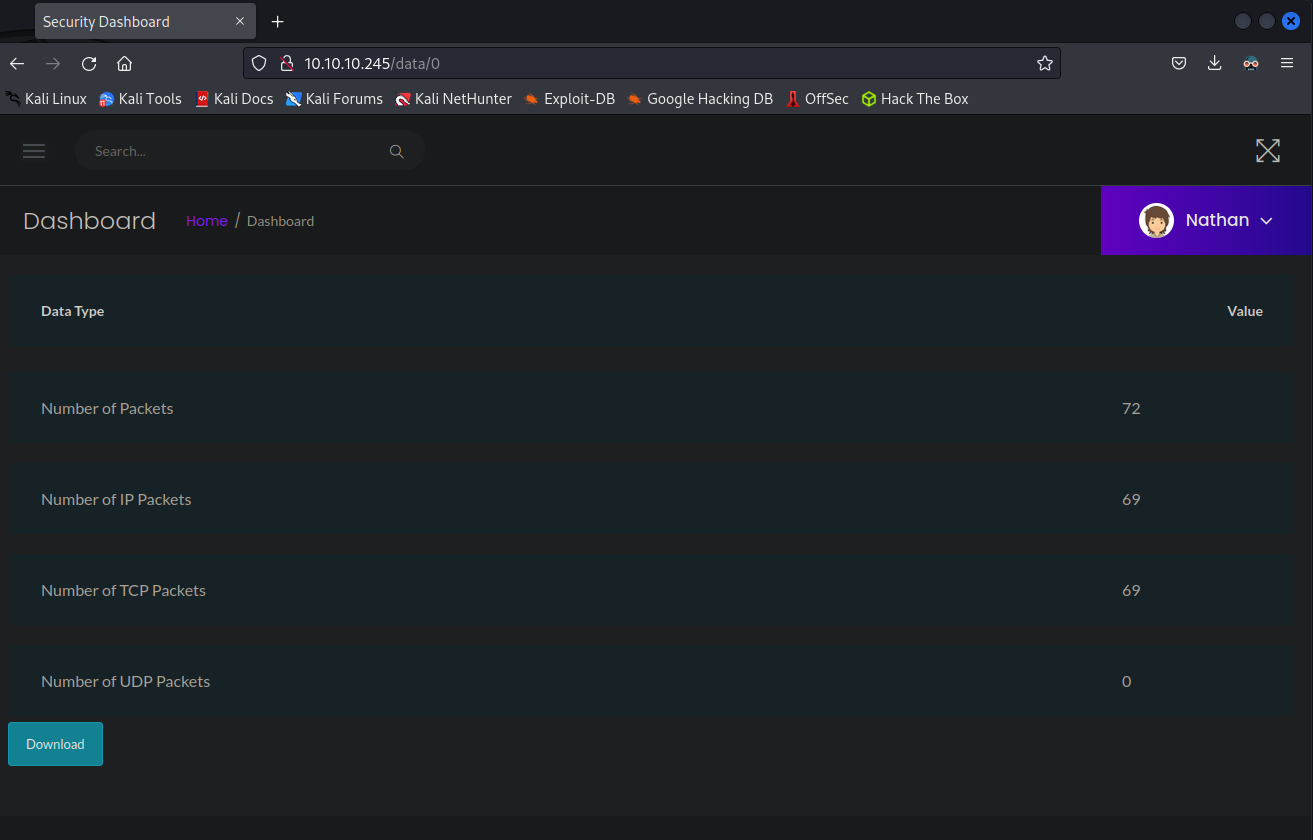 Security Dashboard
10.10.10.245/data/0
Kali Linux Kali Tools Kali Docs Kali Forums Kali NetHunter Exploit-DB Google Hacking DB OffSec Hack The Box
Search...
Dashboard Home / Dashboard Nathan
Data Type Value
Number of Packets 72
Number of IP Packets 69
Number of TCP Packets 69
Number of UDP Packets 0
Download